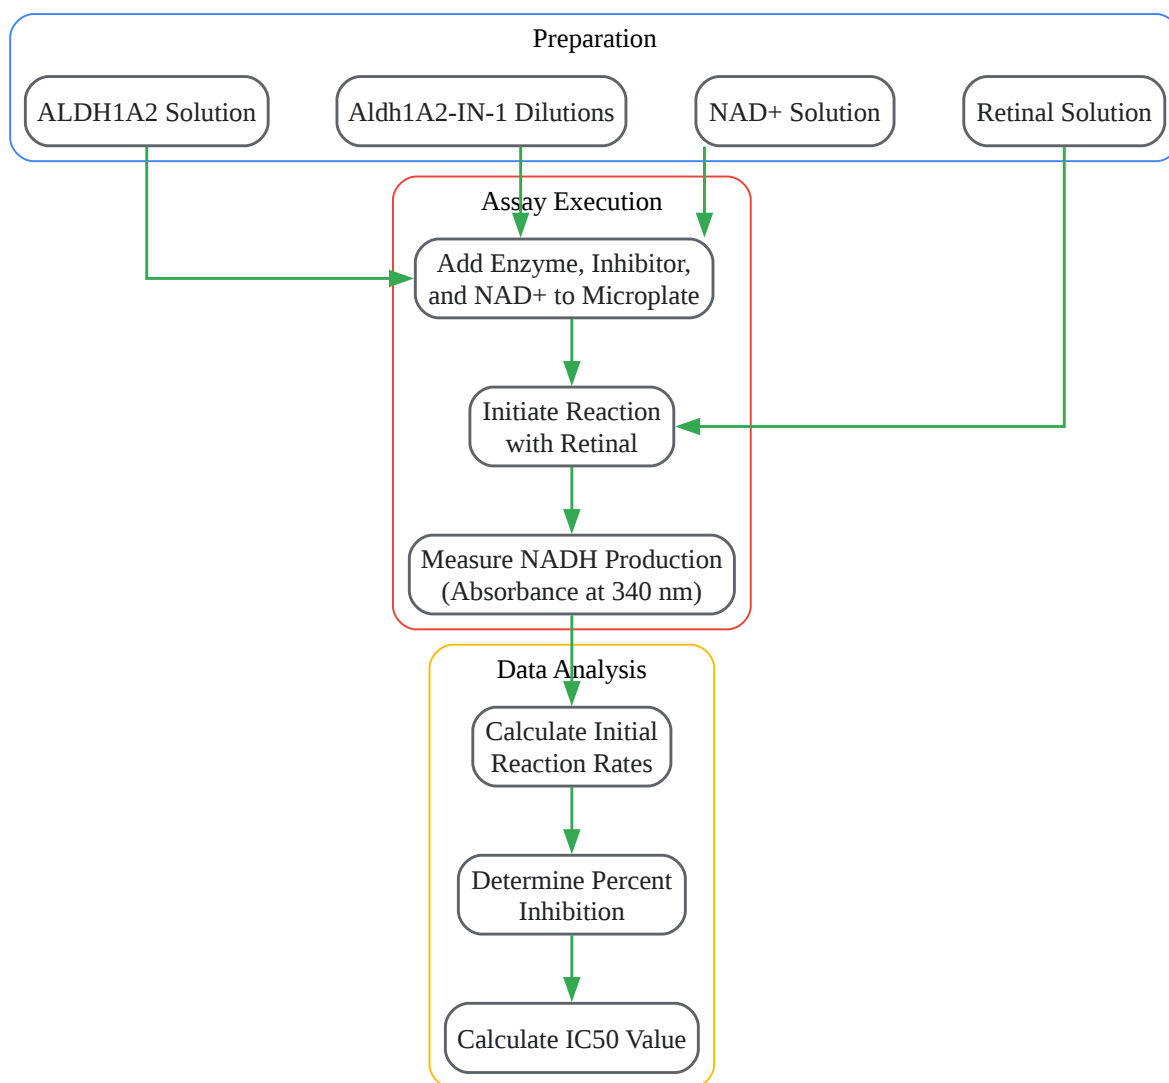 Preparation
ALDH1A2 Solution
Aldh1A2-IN-1 Dilutions
NAD+ Solution
Retinal Solution
Assay Execution
Add Enzyme, Inhibitor,
and NAD+ to Microplate
Initiate Reaction
with Retinal
Measure NADH Production
(Absorbance at 340 nm)
Data Analysis
Calculate Initial
Reaction Rates
Determine Percent
Inhibition
Calculate IC50 Value